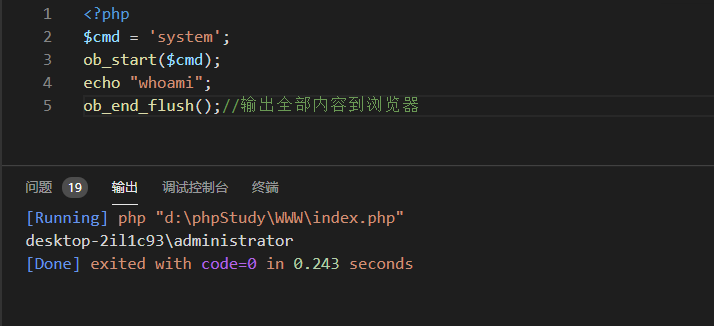 1 <?php
2 $cmd = 'system';
3 ob_start($cmd);
4 echo "whoami";
5 ob_end_flush();//输出全部内容到浏览器
问题 19 输出 调试控制台 终端
[Running] php "d:\phpStudy\WWW\index.php"
desktop-2il1c93\administrator
[Done] exited with code=0 in 0.243 seconds